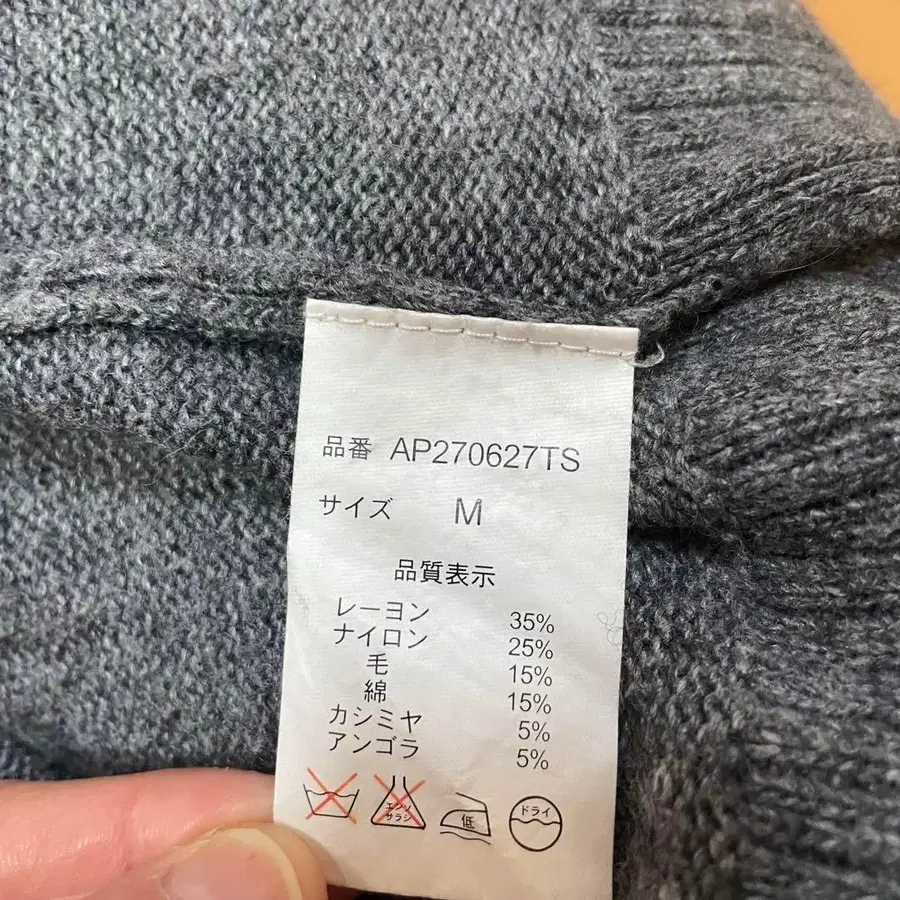 品番 AP270627TS
サイズ M
品質表示
レーヨン 35%
ナイロン 25%
毛 15%
綿 15%
カシミヤ 5%
アンゴラ 5%
エンソ
サラシ
低
ドライ